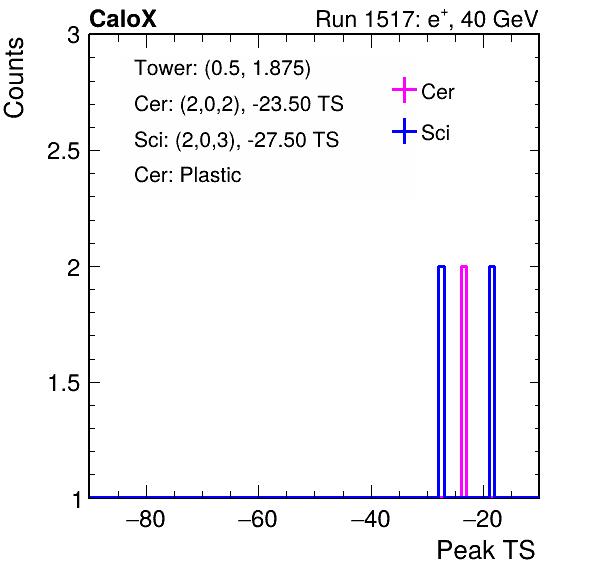 CaloX Run 1517: e⁺, 40 GeV
Counts
Tower: (0.5, 1.875)
Cer: (2,0,2), -23.50 TS
Sci: (2,0,3), -27.50 TS
Cer: Plastic
Cer
Sci
3
2.5
2
1.5
1
−80 −60 −40 −20
Peak TS